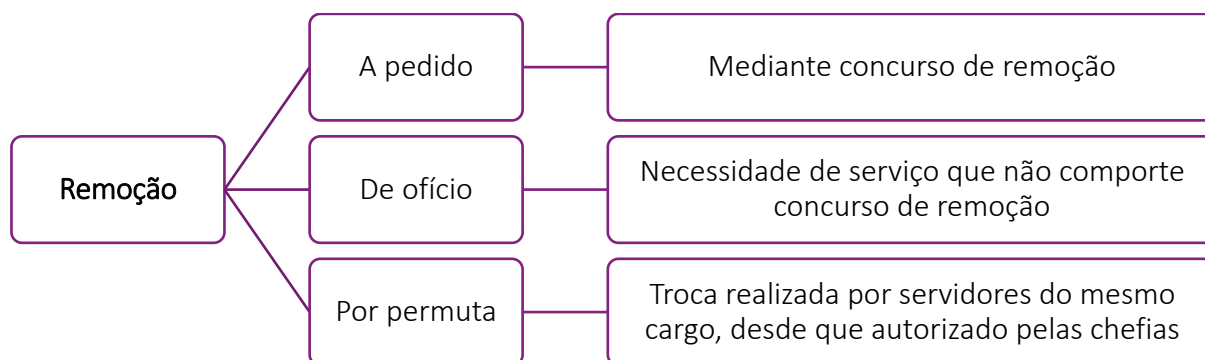 A pedido
Mediante concurso de remoção
Remoção
De ofício
Necessidade de serviço que não comporte
concurso de remoção
Por permuta
Troca realizada por servidores do mesmo
cargo, desde que autorizado pelas chefias